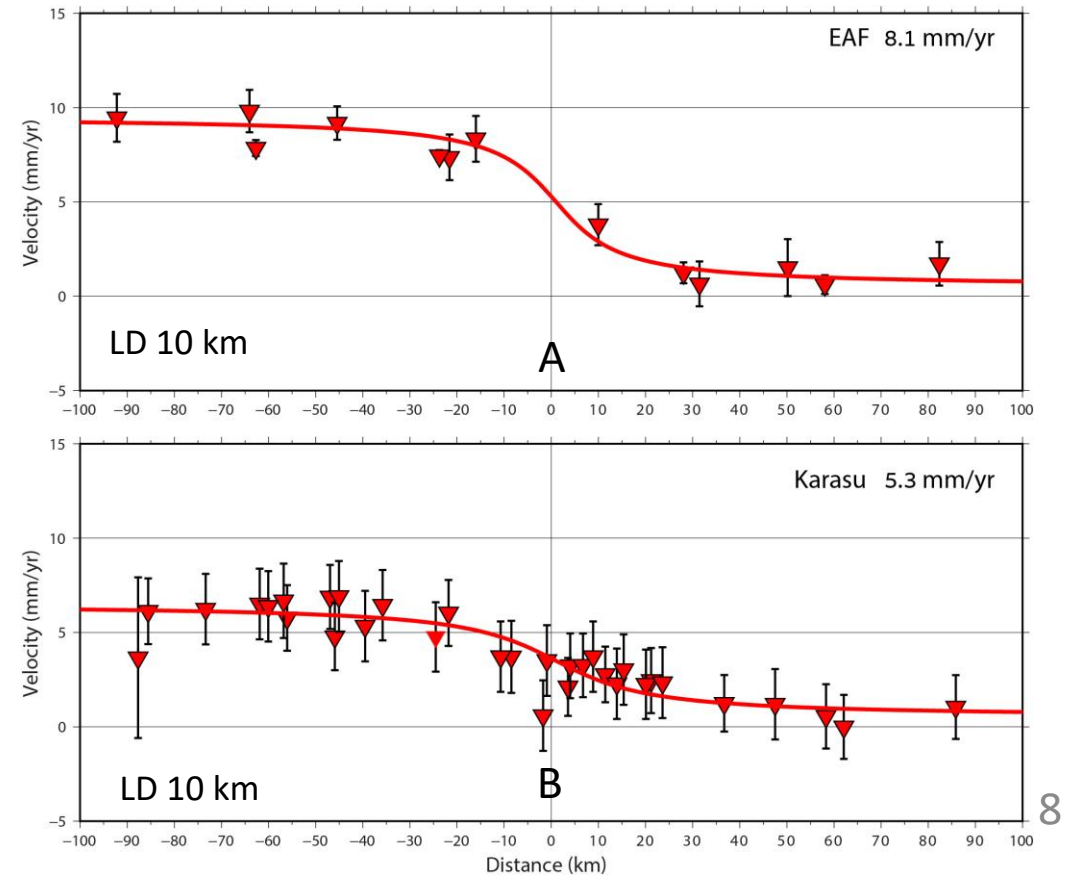 15
EAF 8.1 mm/yr
10
5
0
−5
Velocity (mm/yr)
LD 10 km
A
−100 −90 −80 −70 −60 −50 −40 −30 −20 −10 0 10 20 30 40 50 60 70 80 90 100
15
Karasu 5.3 mm/yr
10
5
0
−5
Velocity (mm/yr)
LD 10 km
B
8
−100 −90 −80 −70 −60 −50 −40 −30 −20 −10 0 10 20 30 40 50 60 70 80 90 100
Distance (km)